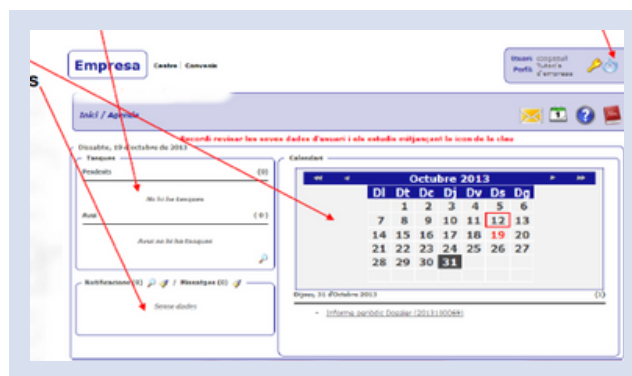 s
Empresa Centre Conveni
Usuari
Perfil Tutor/a d'empresa
Inici / Agenda
Recordi revisar les seves dades d'usuari i els estudis mitjançant la icon de la clau
Dissabte, 19 d'octubre de 2013
Tasques
Pendents (0)
No hi ha tasques
Avui (0)
Avui no hi ha tasques
Notificacions (0) / Missatges (0)
Sense dades
Calendari
Octubre 2013
Dl Dt Dc Dj Dv Ds Dg
1 2 3 4 5 6
7 8 9 10 11 12 13
14 15 16 17 18 19 20
21 22 23 24 25 26 27
28 29 30 31
Dijous, 31 d'Octubre 2013 (1)
- Informe periòdic Dossier